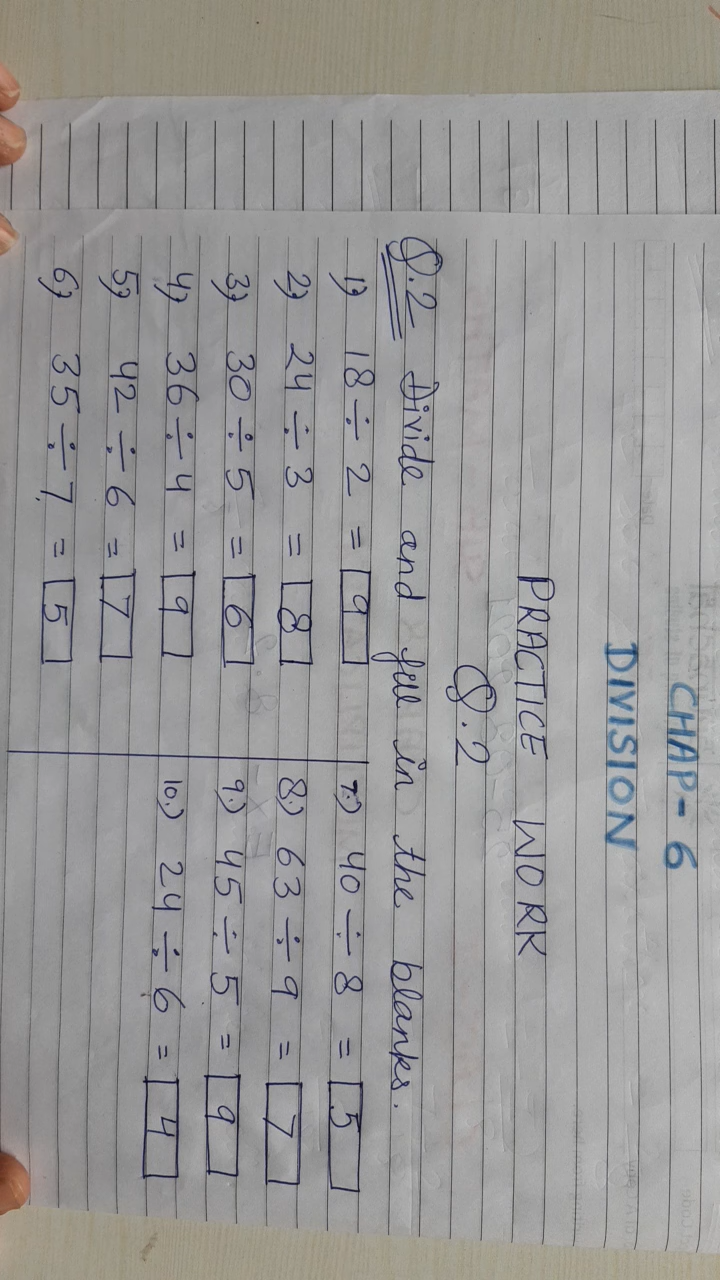 CHAP-6
DIVISION
PRACTICE WORK
Q.2
Q.2 Divide and fill in the blanks.
1) 18 ÷ 2 = 9
2) 24 ÷ 3 = 8
3) 30 ÷ 5 = 6
4) 36 ÷ 4 = 9
5) 42 ÷ 6 = 7
6) 35 ÷ 7 = 5
7.) 40 ÷ 8 = 5
8.) 63 ÷ 9 = 7
9.) 45 ÷ 5 = 9
10.) 24 ÷ 6 = 4